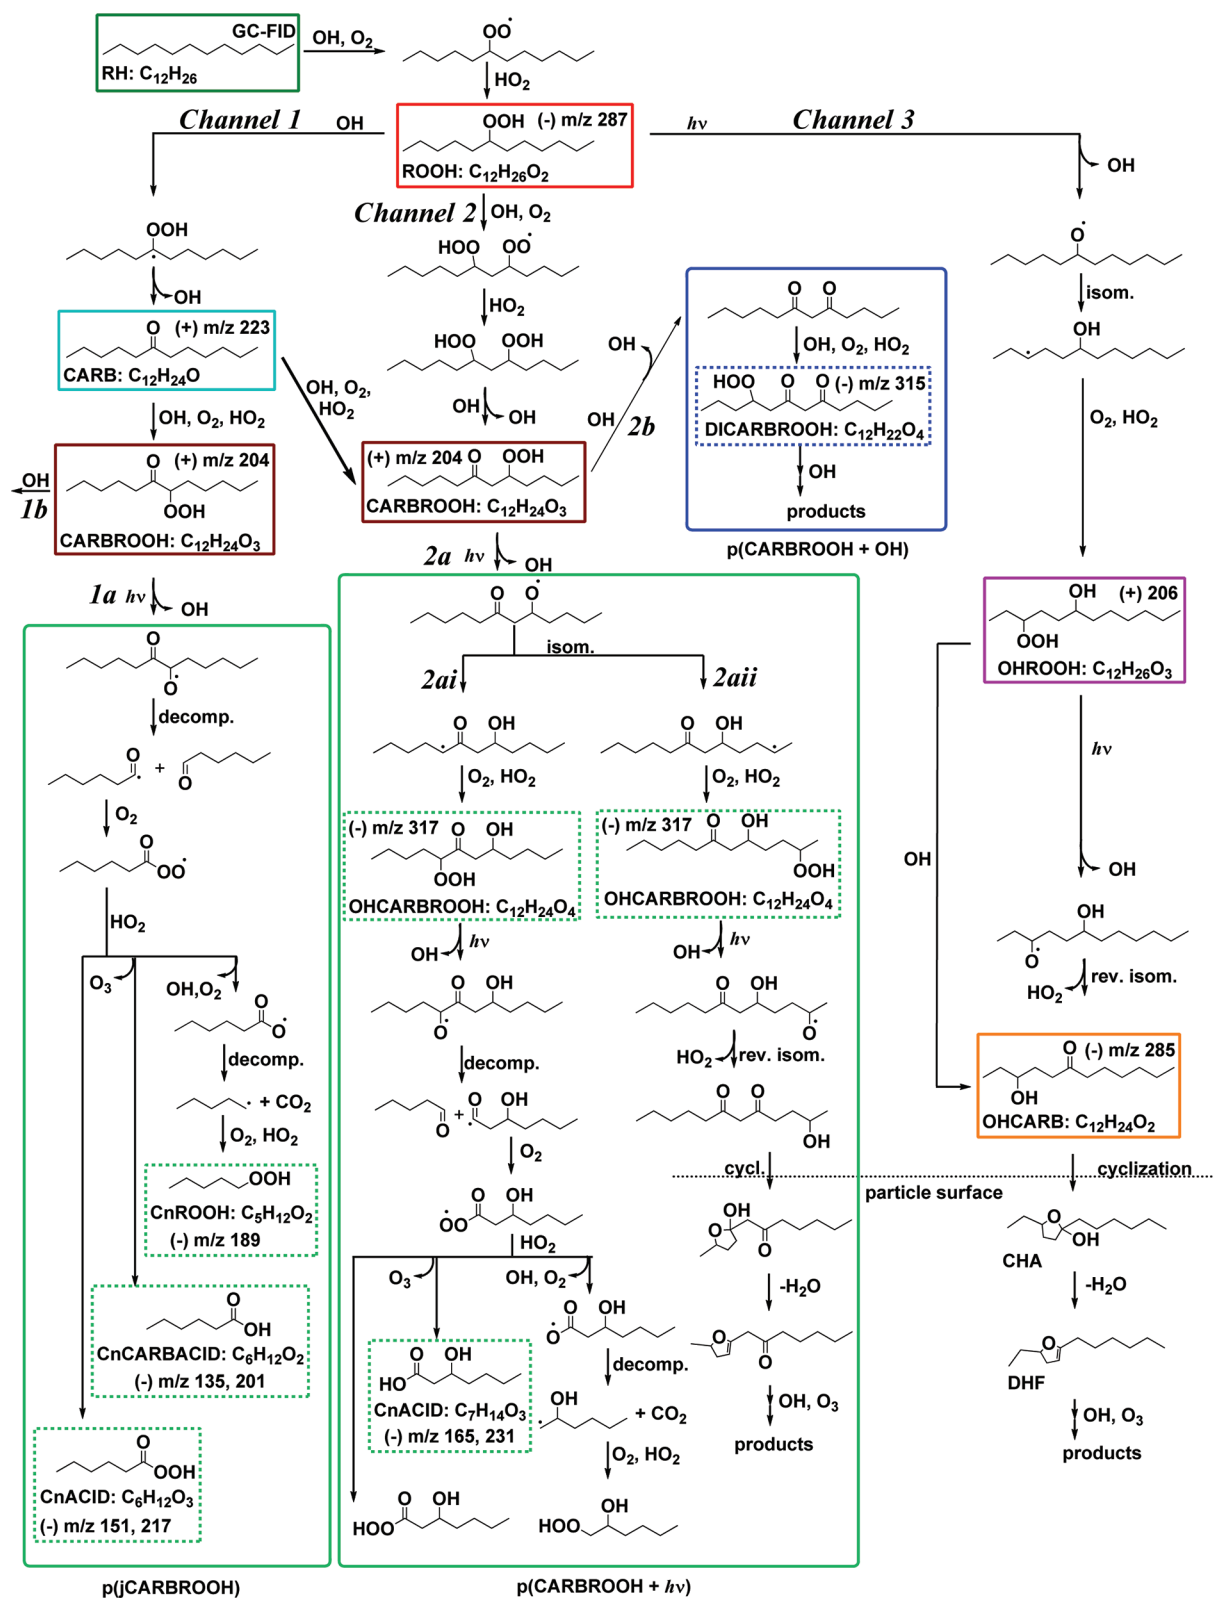 GC-FID
RH: C₁₂H₂₆
OH, O₂
OO•
HO₂
Channel 1
OH
OOH
(-) m/z 287
ROOH: C₁₂H₂₆O₂
hν
Channel 3
OH
OOH
•
OH
O
(+) m/z 223
CARB: C₁₂H₂₄O
OH, O₂, HO₂
O
(+) m/z 204
OOH
CARBROOH: C₁₂H₂₄O₃
OH
1b
1a hν
OH
O
O•
decomp.
O
•
+
O
O₂
O
OO•
HO₂
O₃
OH,O₂
O
O•
decomp.
• + CO₂
O₂, HO₂
OOH
CnROOH: C₅H₁₂O₂
(-) m/z 189
O
OH
CnCARBACID: C₆H₁₂O₂
(-) m/z 135, 201
O
OOH
CnACID: C₆H₁₂O₃
(-) m/z 151, 217
p(jCARBROOH)
Channel 2
OH, O₂
HOO OO•
HO₂
HOO OOH
OH
OH
OH, O₂,
HO₂
(+) m/z 204
O OOH
CARBROOH: C₁₂H₂₄O₃
OH
OH
2b
O O
OH, O₂, HO₂
HOO O O
(-) m/z 315
DICARBROOH: C₁₂H₂₂O₄
OH
products
p(CARBROOH + OH)
2a hν
OH
O O•
isom.
2ai
2aii
O OH
•
O₂, HO₂
(-) m/z 317
O OH
OOH
OHCARBROOH: C₁₂H₂₄O₄
OH
hν
O OH
O•
decomp.
O
+
O OH
•
O₂
O OH
•OO
HO₂
O₃
OH, O₂
O OH
HO
CnACID: C₇H₁₄O₃
(-) m/z 165, 231
O OH
•O
decomp.
OH
•
+ CO₂
O₂, HO₂
O OH
HOO
OH
HOO
O OH
•
O₂, HO₂
(-) m/z 317
O OH
OOH
OHCARBROOH: C₁₂H₂₄O₄
OH
hν
O OH
O•
HO₂
rev. isom.
O O
OH
cycl.
OH
O
O
-H₂O
O
O
OH, O₃
products
p(CARBROOH + hν)
O•
isom.
OH
•
O₂, HO₂
OH
(+) 206
OOH
OHROOH: C₁₂H₂₆O₃
OH
hν
OH
OH
O•
HO₂
rev. isom.
O
(-) m/z 285
OH
OHCARB: C₁₂H₂₄O₂
cyclization
particle surface
O
OH
CHA
-H₂O
O
DHF
OH, O₃
products